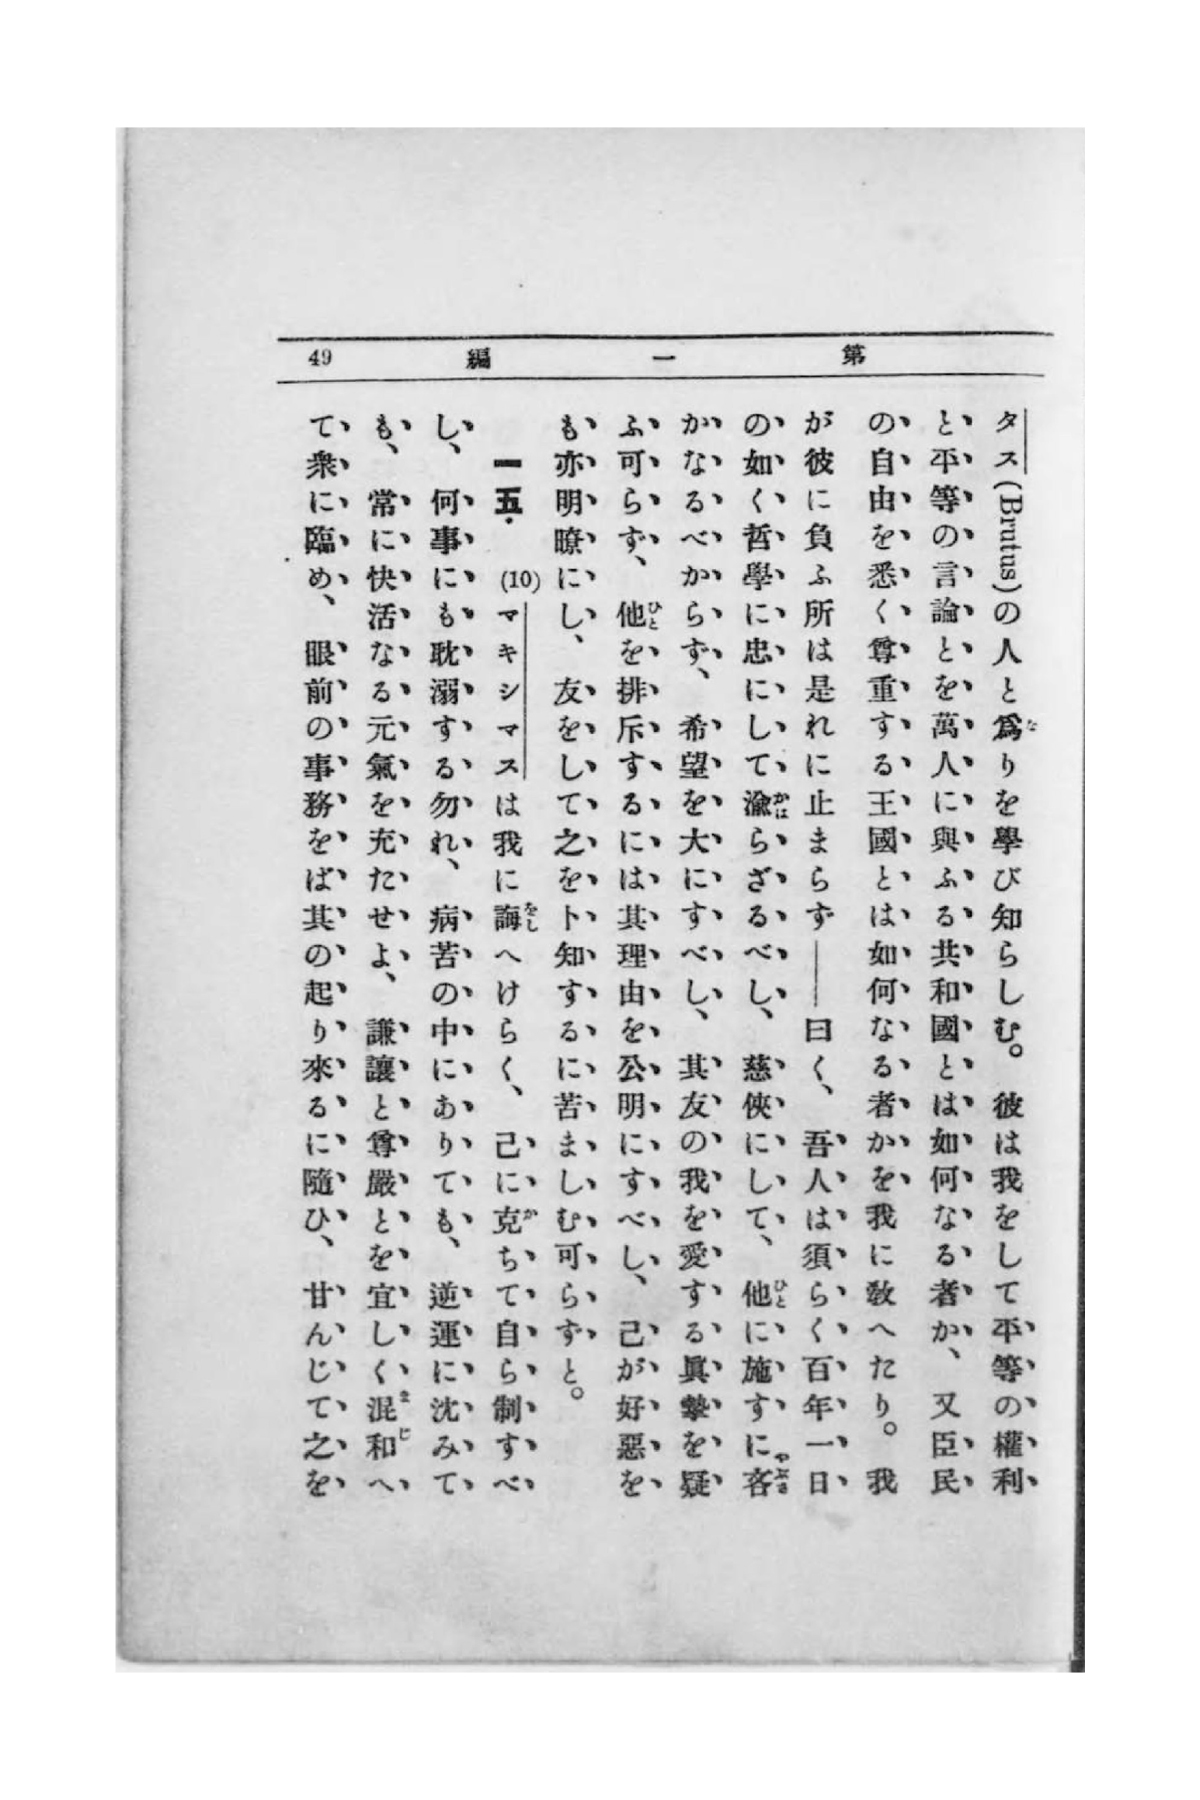 第一編 49
タス(Brutus)の人と爲りを學び知らしむ。彼は我をして平等の權利
と平等の言論とを萬人に與ふる共和國とは如何なる者か、又臣民
の自由を悉く尊重する王國とは如何なる者かを我に敎へたり。我
が彼に負ふ所は是れに止まらず――曰く、吾人は須らく百年一日
の如く哲學に忠にして渝らざるべし、慈俠にして、他に施すに吝
かなるべからず、希望を大にすべし、其友の我を愛する眞摯を疑
ふ可らず、他を排斥するには其理由を公明にすべし、己が好惡を
も亦明瞭にし、友をして之を卜知するに苦ましむ可らずと。
一五. (10)マキシマスは我に誨へけらく、己に克ちて自ら制すべ
し、何事にも耽溺する勿れ、病苦の中にありても、逆運に沈みて
も、常に快活なる元氣を充たせよ、謙讓と尊嚴とを宜しく混和へ
て衆に臨め、眼前の事務をば其の起り來るに隨ひ、甘んじて之を